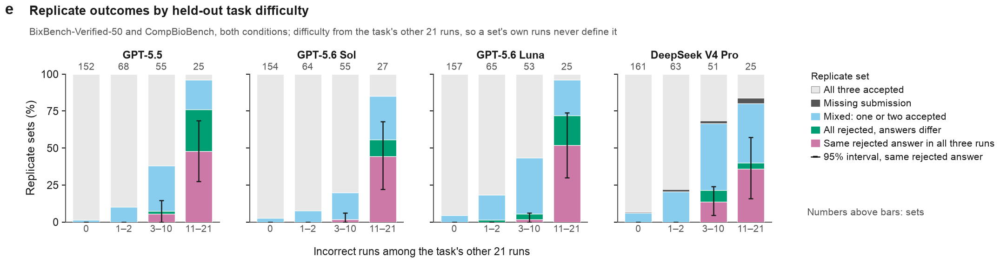 e Replicate outcomes by held-out task difficulty
BixBench-Verified-50 and CompBioBench, both conditions; difficulty from the task's other 21 runs, so a set's own runs never define it
GPT-5.5 GPT-5.6 Sol GPT-5.6 Luna DeepSeek V4 Pro
152 68 55 25 154 64 55 27 157 65 53 25 161 63 51 25
Replicate sets (%)
100
75
50
25
0
0 1–2 3–10 11–21 0 1–2 3–10 11–21 0 1–2 3–10 11–21 0 1–2 3–10 11–21
Incorrect runs among the task's other 21 runs
Replicate set
All three accepted
Missing submission
Mixed: one or two accepted
All rejected, answers differ
Same rejected answer in all three runs
95% interval, same rejected answer
Numbers above bars: sets